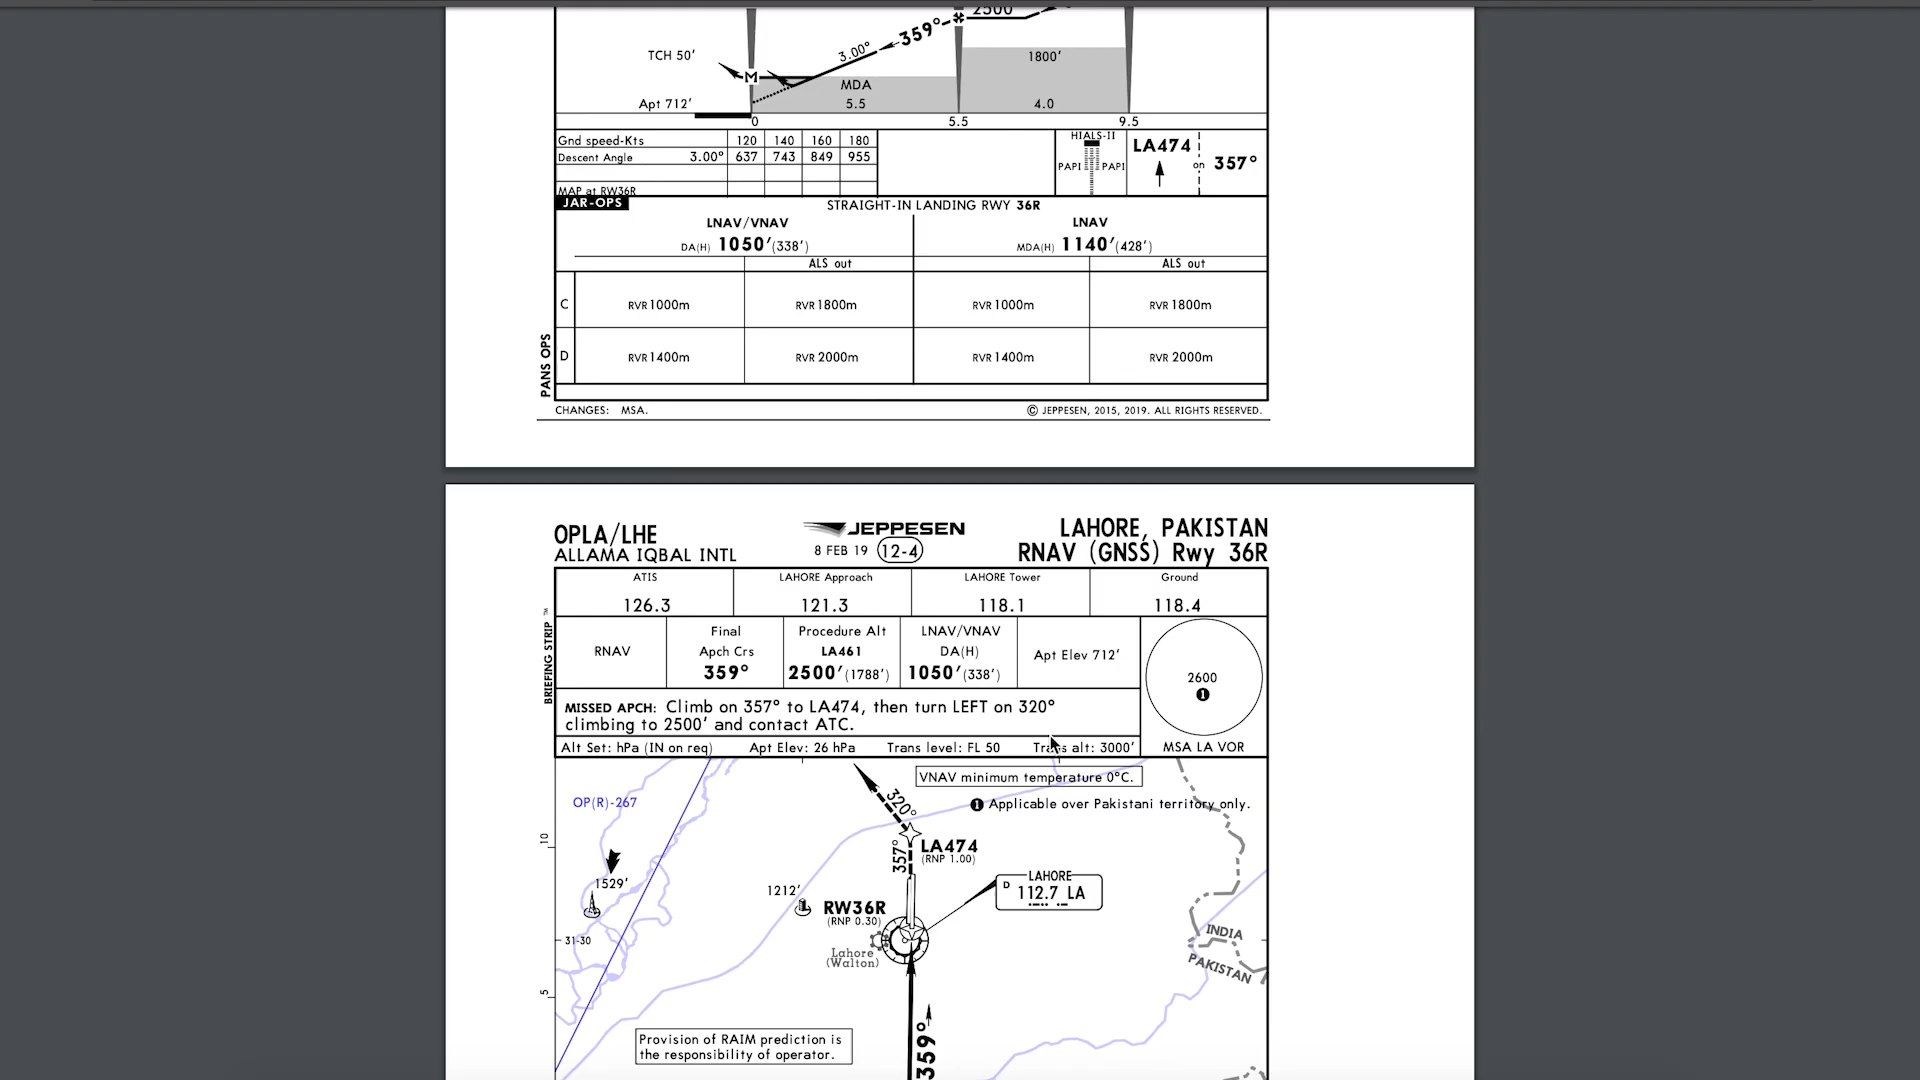 2500
359°
3.00°
TCH 50'
M
1800'
MDA
Apt 712'
5.5
4.0
0
5.5
9.5
Gnd speed-Kts 120 140 160 180
Descent Angle 3.00° 637 743 849 955
MAP at RW36R
HIALS-II
PAPI PAPI
LA474
on 357°
JAR-OPS
STRAIGHT-IN LANDING RWY 36R
LNAV/VNAV
LNAV
DA(H) 1050'(338')
MDA(H) 1140'(428')
ALS out
ALS out
C RVR 1000m RVR 1800m RVR 1000m RVR 1800m
D RVR 1400m RVR 2000m RVR 1400m RVR 2000m
PANS OPS
CHANGES: MSA.
© JEPPESEN, 2015, 2019. ALL RIGHTS RESERVED.
OPLA/LHE
ALLAMA IQBAL INTL
JEPPESEN
8 FEB 19 12-4
LAHORE, PAKISTAN
RNAV (GNSS) Rwy 36R
BRIEFING STRIP ™
ATIS
126.3
LAHORE Approach
121.3
LAHORE Tower
118.1
Ground
118.4
RNAV
Final
Apch Crs
359°
Procedure Alt
LA461
2500'(1788')
LNAV/VNAV
DA(H)
1050'(338')
Apt Elev 712'
2600
1
MSA LA VOR
MISSED APCH: Climb on 357° to LA474, then turn LEFT on 320°
climbing to 2500' and contact ATC.
Alt Set: hPa (IN on req) Apt Elev: 26 hPa Trans level: FL 50 Trans alt: 3000'
VNAV minimum temperature 0°C.
1 Applicable over Pakistani territory only.
OP(R)-267
320°
10
LA474
(RNP 1.00)
357°
1529'
1212'
LAHORE
D 112.7 LA
RW36R
(RNP 0.30)
31-30
Lahore
(Walton)
INDIA
PAKISTAN
5
Provision of RAIM prediction is
the responsibility of operator.
359°